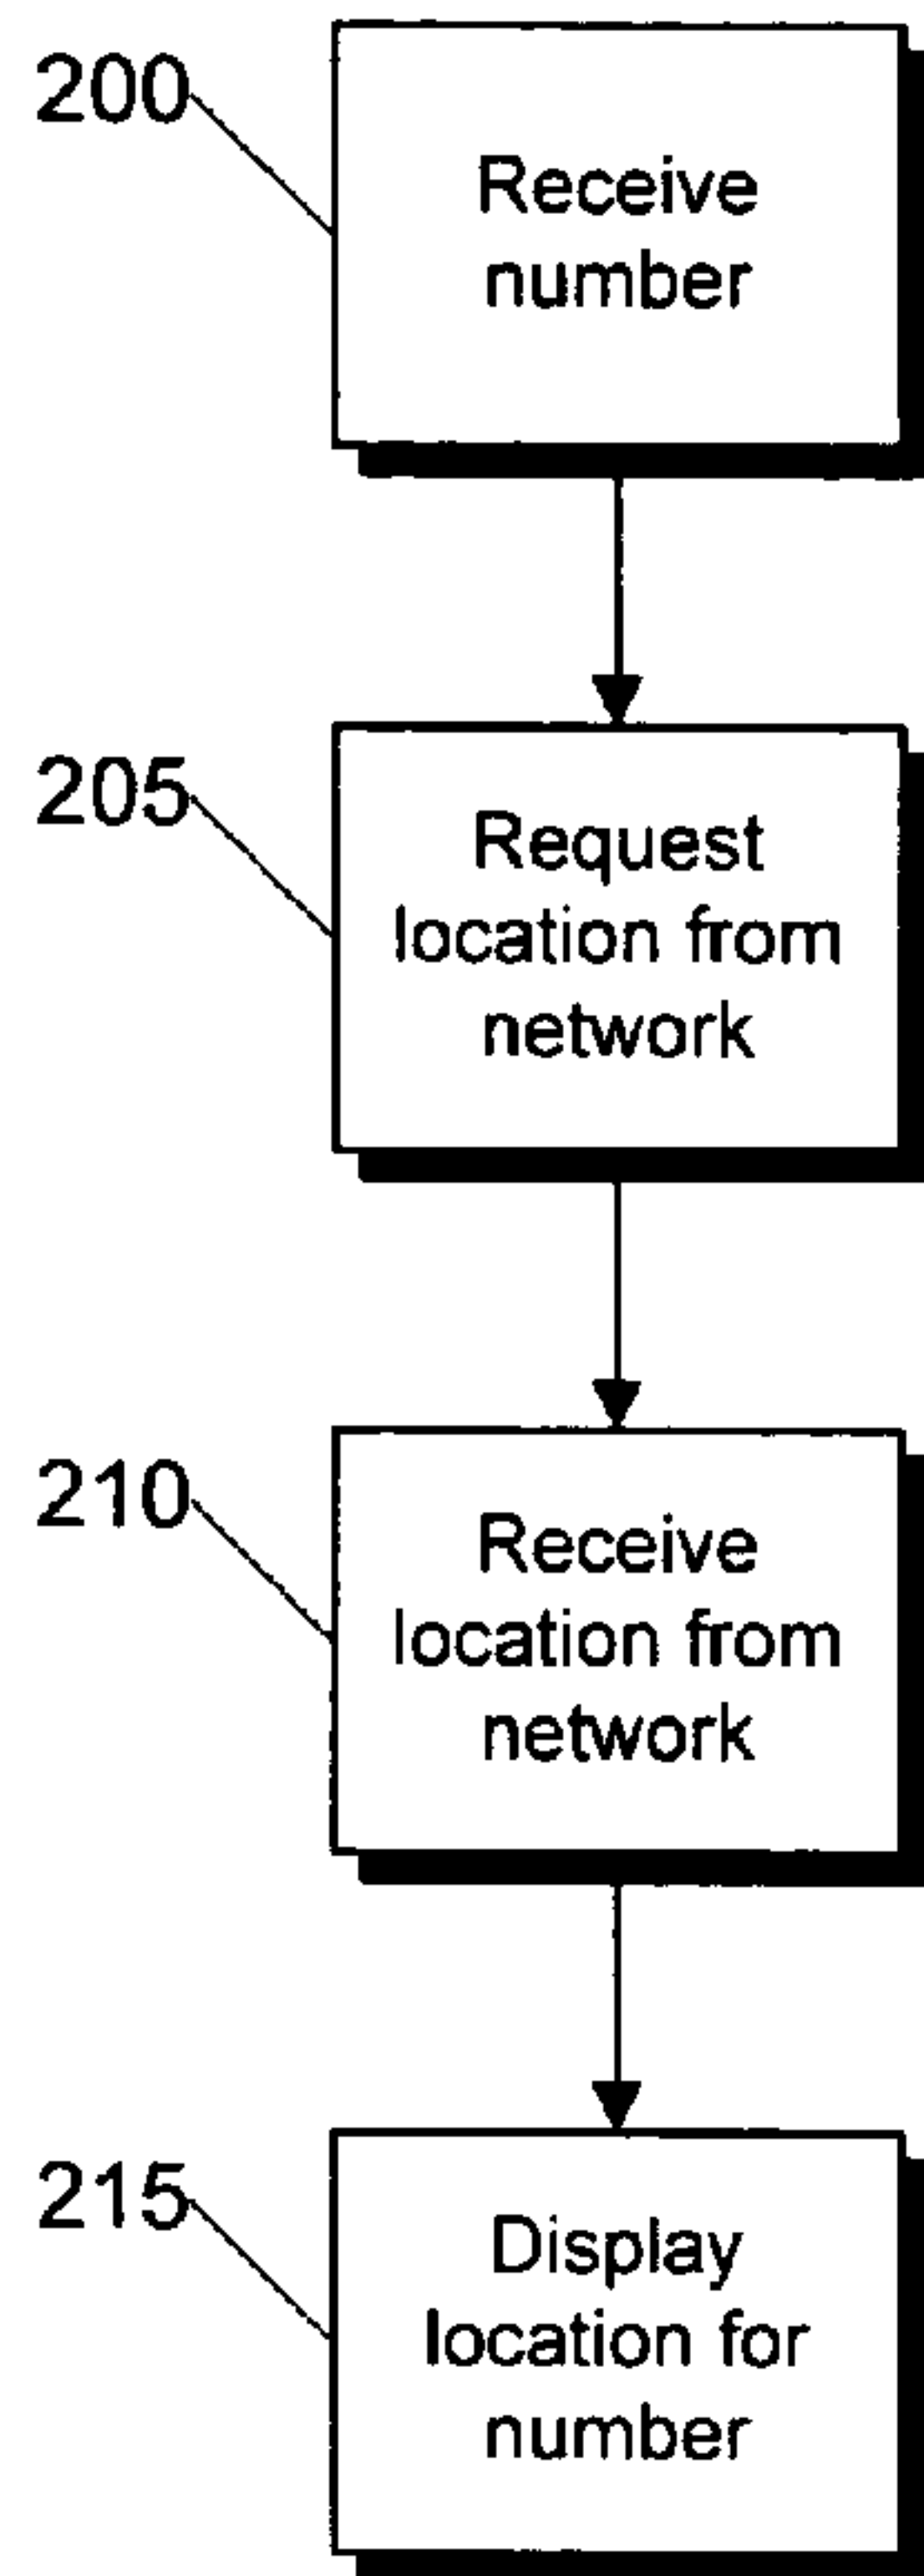 200
Receive
number
205
Request
location from
network
210
Receive
location from
network
215
Display
location for
number